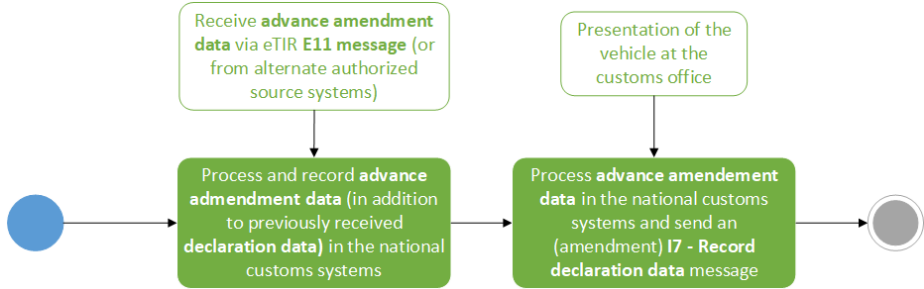 Receive advance amendment
data via eTIR E11 message (or
from alternate authorized
source systems)
Presentation of the
vehicle at the
customs office
Process and record advance
admendment data (in addition
to previously received
declaration data) in the national
customs systems
Process advance amendement
data in the national customs
systems and send an
(amendment) I7 - Record
declaration data message